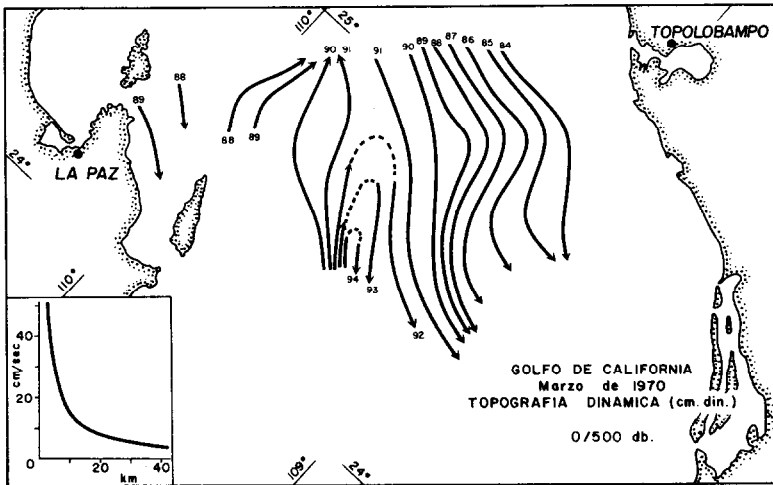 110°
25°
TOPOLOBAMPO
90 91 91 90 89 88 87 86 85 84
88
89
88
89
24°
LA PAZ
110°
94
93
92
cm/sec
40
20
0
0 20 40
km
GOLFO DE CALIFORNIA
Marzo de 1970
TOPOGRAFIA DINAMICA (cm. din.)
0/500 db.
109°
24°